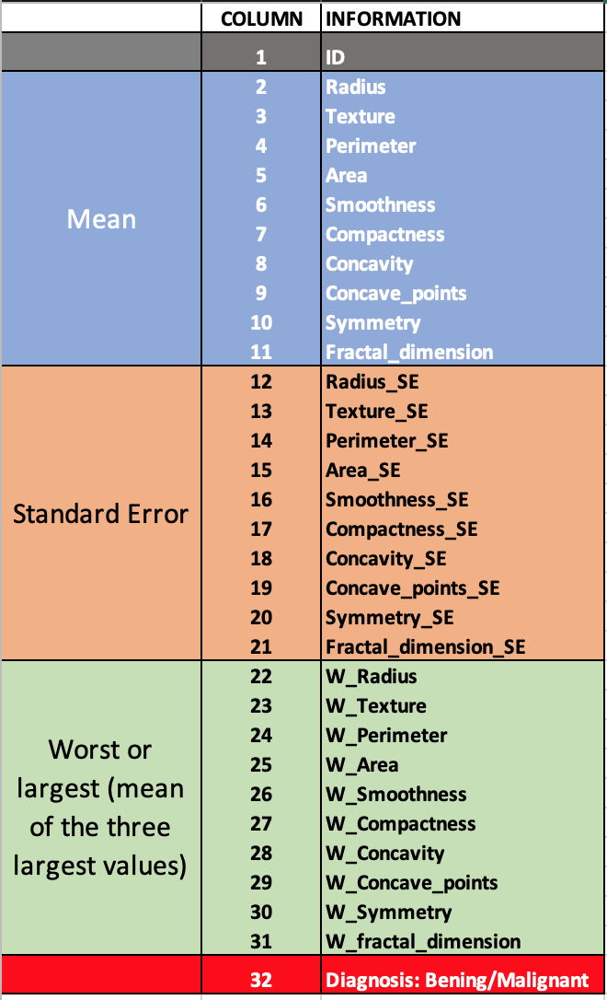 COLUMN INFORMATION
1 ID
Mean
2 Radius
3 Texture
4 Perimeter
5 Area
6 Smoothness
7 Compactness
8 Concavity
9 Concave_points
10 Symmetry
11 Fractal_dimension
Standard Error
12 Radius_SE
13 Texture_SE
14 Perimeter_SE
15 Area_SE
16 Smoothness_SE
17 Compactness_SE
18 Concavity_SE
19 Concave_points_SE
20 Symmetry_SE
21 Fractal_dimension_SE
Worst or
largest (mean
of the three
largest values)
22 W_Radius
23 W_Texture
24 W_Perimeter
25 W_Area
26 W_Smoothness
27 W_Compactness
28 W_Concavity
29 W_Concave_points
30 W_Symmetry
31 W_fractal_dimension
32 Diagnosis: Bening/Malignant